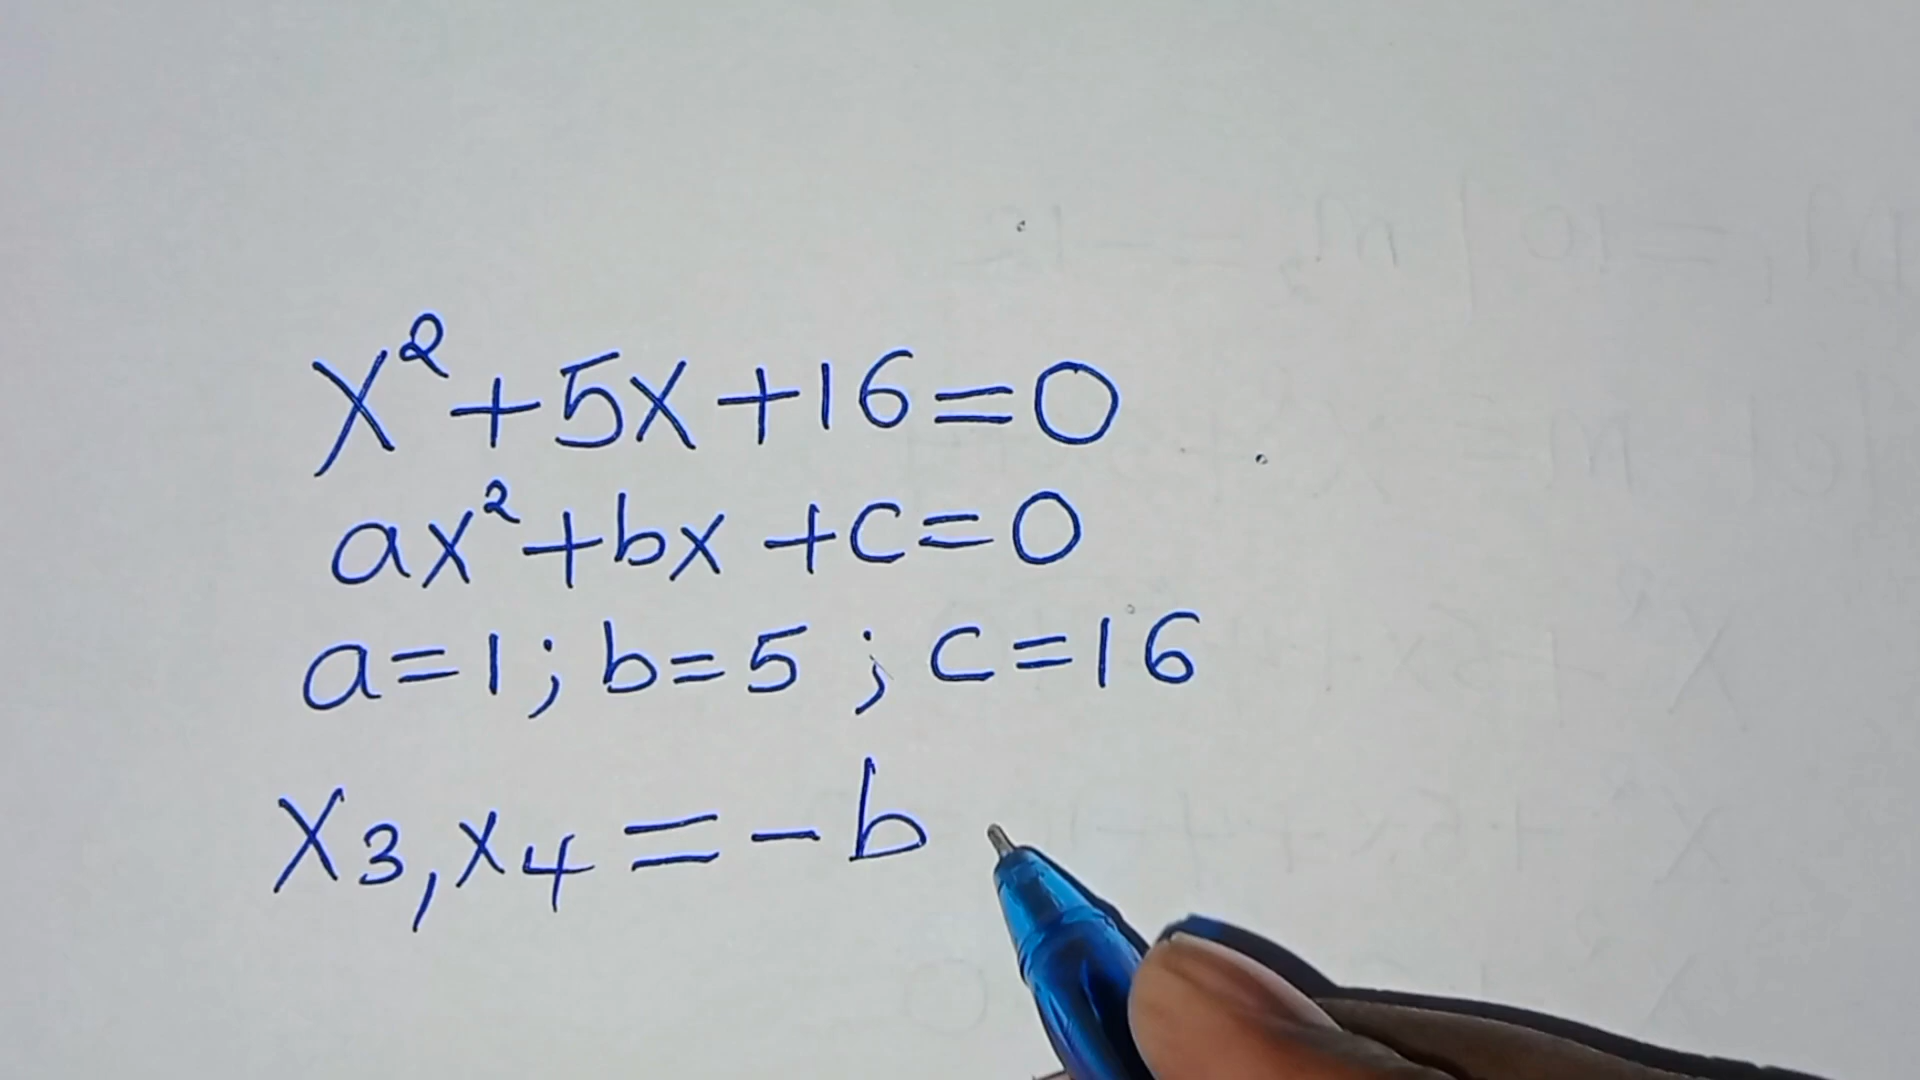 x²+5x+16=0
ax²+bx+c=0
a=1; b=5; c=16
x₃, x₄=-b